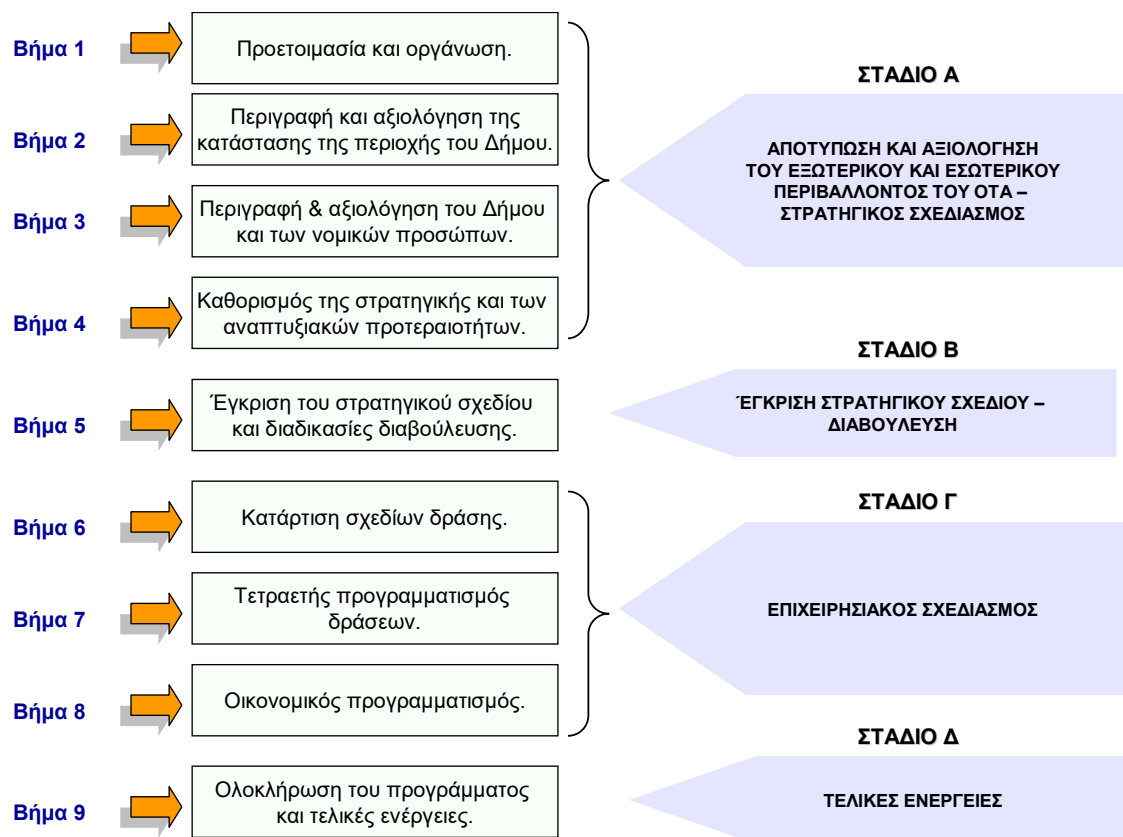 Βήμα 1
Προετοιμασία και οργάνωση.
Βήμα 2
Περιγραφή και αξιολόγηση της
κατάστασης της περιοχής του Δήμου.
Βήμα 3
Περιγραφή & αξιολόγηση του Δήμου
και των νομικών προσώπων.
Βήμα 4
Καθορισμός της στρατηγικής και των
αναπτυξιακών προτεραιοτήτων.
ΣΤΑΔΙΟ Α
ΑΠΟΤΥΠΩΣΗ ΚΑΙ ΑΞΙΟΛΟΓΗΣΗ
ΤΟΥ ΕΞΩΤΕΡΙΚΟΥ ΚΑΙ ΕΣΩΤΕΡΙΚΟΥ
ΠΕΡΙΒΑΛΛΟΝΤΟΣ ΤΟΥ ΟΤΑ –
ΣΤΡΑΤΗΓΙΚΟΣ ΣΧΕΔΙΑΣΜΟΣ
Βήμα 5
Έγκριση του στρατηγικού σχεδίου
και διαδικασίες διαβούλευσης.
ΣΤΑΔΙΟ Β
ΈΓΚΡΙΣΗ ΣΤΡΑΤΗΓΙΚΟΥ ΣΧΕΔΙΟΥ –
ΔΙΑΒΟΥΛΕΥΣΗ
Βήμα 6
Κατάρτιση σχεδίων δράσης.
Βήμα 7
Τετραετής προγραμματισμός
δράσεων.
Βήμα 8
Οικονομικός προγραμματισμός.
ΣΤΑΔΙΟ Γ
ΕΠΙΧΕΙΡΗΣΙΑΚΟΣ ΣΧΕΔΙΑΣΜΟΣ
Βήμα 9
Ολοκλήρωση του προγράμματος
και τελικές ενέργειες.
ΣΤΑΔΙΟ Δ
ΤΕΛΙΚΕΣ ΕΝΕΡΓΕΙΕΣ